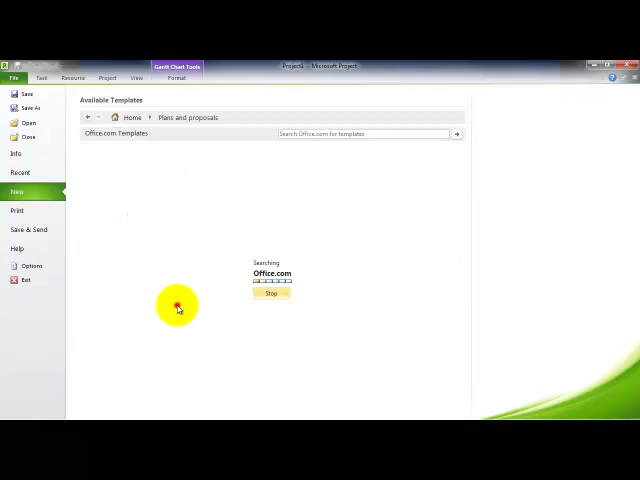 Gantt Chart Tools
Project1 - Microsoft Project
File Task Resource Project View Format
Save
Save As
Open
Close
Info
Recent
New
Print
Save & Send
Help
Options
Exit
Available Templates
Home Plans and proposals
Office.com Templates
Search Office.com for templates
Searching
Office.com
Stop